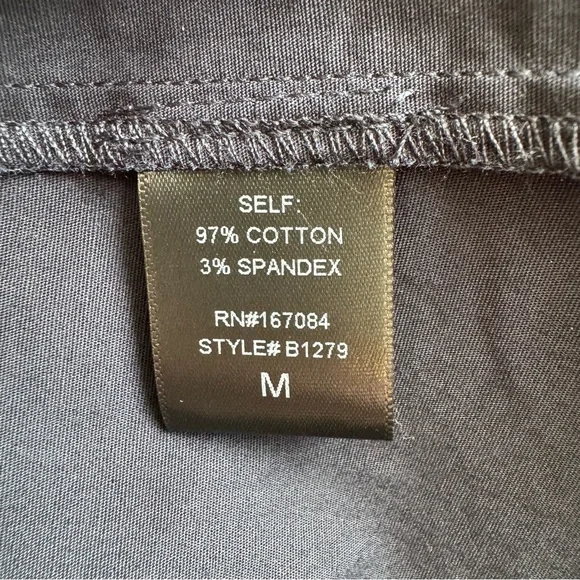 SELF:
97% COTTON
3% SPANDEX
RN#167084
STYLE# B1279
M